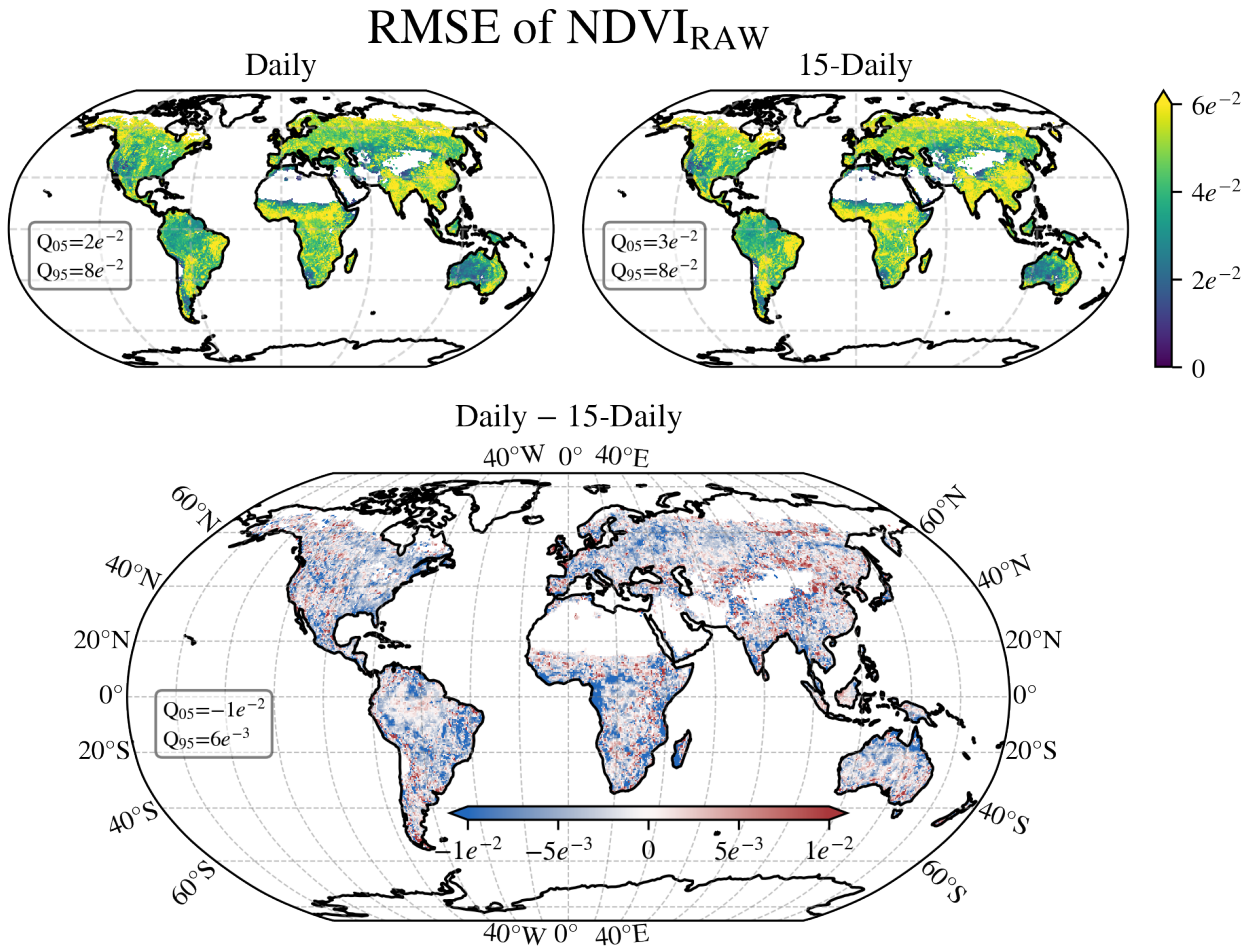 RMSE of NDVI_RAW
Daily
15-Daily
Q05=2e⁻²
Q95=8e⁻²
Q05=3e⁻²
Q95=8e⁻²
6e⁻²
4e⁻²
2e⁻²
0
Daily − 15-Daily
40°W 0° 40°E
60°N 60°N
40°N 40°N
20°N 20°N
0° 0°
Q05=−1e⁻²
Q95=6e⁻³
20°S 20°S
40°S 40°S
−1e⁻² −5e⁻³ 0 5e⁻³ 1e⁻²
60°S 60°S
40°W 0° 40°E